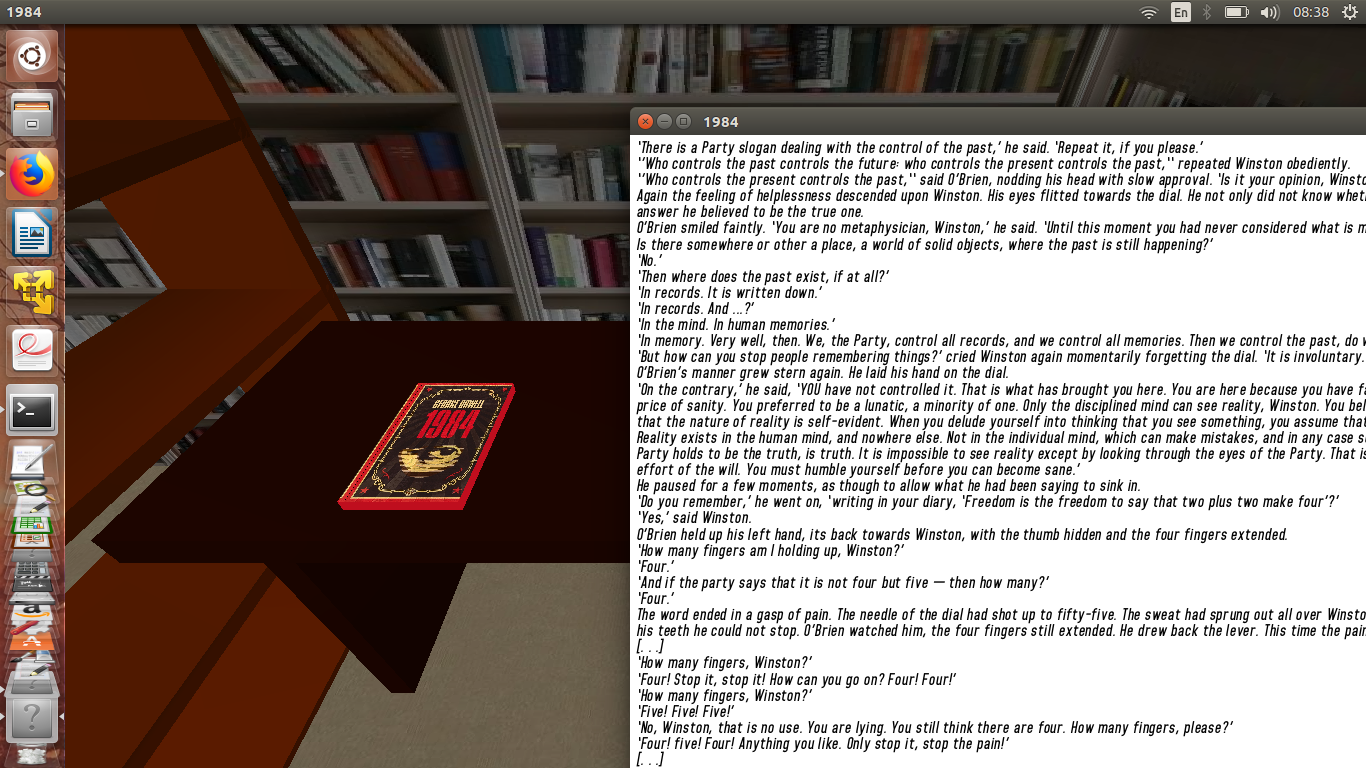 1984
En
08:38
1984
'There is a Party slogan dealing with the control of the past,' he said. 'Repeat it, if you please.'
''Who controls the past controls the future: who controls the present controls the past,'' repeated Winston obediently.
''Who controls the present controls the past,'' said O'Brien, nodding his head with slow approval. 'Is it your opinion, Winsto
Again the feeling of helplessness descended upon Winston. His eyes flitted towards the dial. He not only did not know wheth
answer he believed to be the true one.
O'Brien smiled faintly. 'You are no metaphysician, Winston,' he said. 'Until this moment you had never considered what is m
Is there somewhere or other a place, a world of solid objects, where the past is still happening?'
'No.'
'Then where does the past exist, if at all?'
'In records. It is written down.'
'In records. And ...?'
'In the mind. In human memories.'
'In memory. Very well, then. We, the Party, control all records, and we control all memories. Then we control the past, do w
'But how can you stop people remembering things?' cried Winston again momentarily forgetting the dial. 'It is involuntary.
O'Brien's manner grew stern again. He laid his hand on the dial.
'On the contrary,' he said, 'YOU have not controlled it. That is what has brought you here. You are here because you have fa
price of sanity. You preferred to be a lunatic, a minority of one. Only the disciplined mind can see reality, Winston. You bel
that the nature of reality is self-evident. When you delude yourself into thinking that you see something, you assume that
Reality exists in the human mind, and nowhere else. Not in the individual mind, which can make mistakes, and in any case s
Party holds to be the truth, is truth. It is impossible to see reality except by looking through the eyes of the Party. That is
effort of the will. You must humble yourself before you can become sane.'
He paused for a few moments, as though to allow what he had been saying to sink in.
'Do you remember,' he went on, 'writing in your diary, 'Freedom is the freedom to say that two plus two make four'?'
'Yes,' said Winston.
O'Brien held up his left hand, its back towards Winston, with the thumb hidden and the four fingers extended.
'How many fingers am I holding up, Winston?'
'Four.'
'And if the party says that it is not four but five — then how many?'
'Four.'
The word ended in a gasp of pain. The needle of the dial had shot up to fifty-five. The sweat had sprung out all over Winsto
his teeth he could not stop. O'Brien watched him, the four fingers still extended. He drew back the lever. This time the pain
[. . .]
'How many fingers, Winston?'
'Four! Stop it, stop it! How can you go on? Four! Four!'
'How many fingers, Winston?'
'Five! Five! Five!'
'No, Winston, that is no use. You are lying. You still think there are four. How many fingers, please?'
'Four! five! Four! Anything you like. Only stop it, stop the pain!'
[. . .]
GEORGE ORWELL
1984